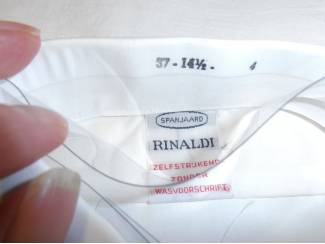 37 - 14½ - 4
SPANJAARD
RINALDI
ZELFSTRIJKEND
ZONDER
WASVOORSCHRIFT